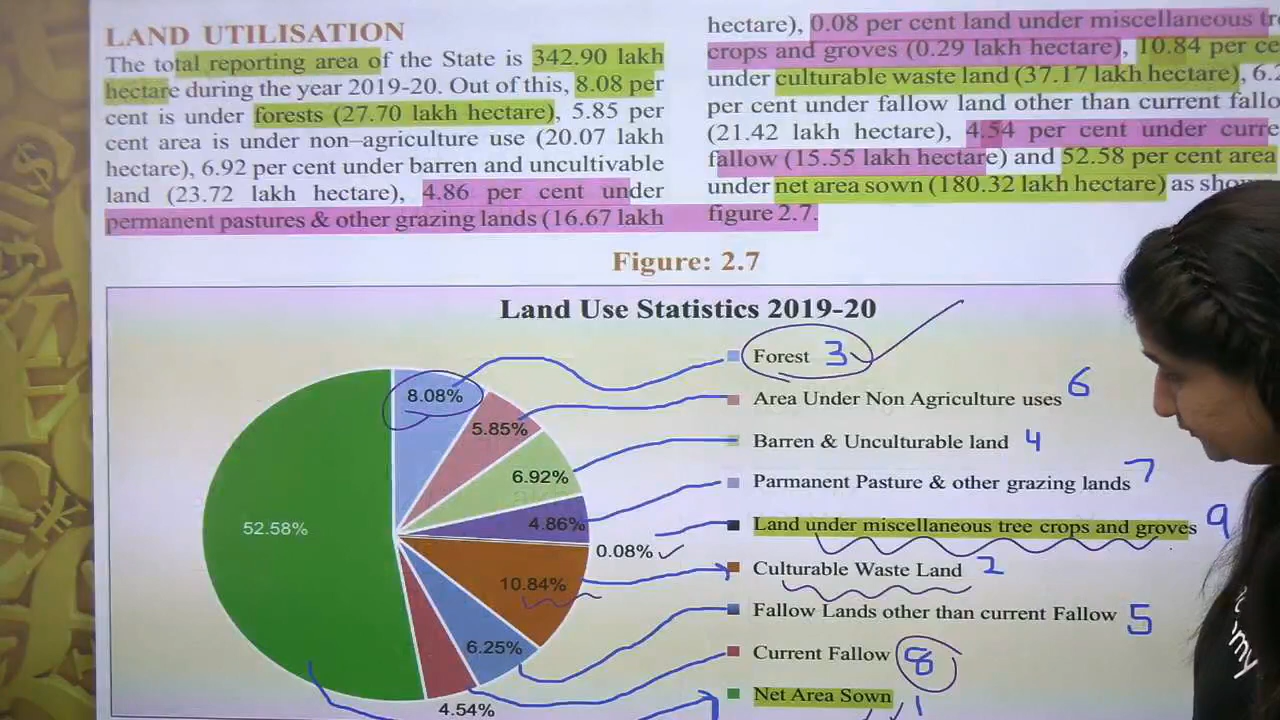 LAND UTILISATION
The total reporting area of the State is 342.90 lakh
hectare during the year 2019-20. Out of this, 8.08 per
cent is under forests (27.70 lakh hectare), 5.85 per
cent area is under non–agriculture use (20.07 lakh
hectare), 6.92 per cent under barren and uncultivable
land (23.72 lakh hectare), 4.86 per cent under
permanent pastures & other grazing lands (16.67 lakh
hectare), 0.08 per cent land under miscellaneous
crops and groves (0.29 lakh hectare), 10.84 per
under culturable waste land (37.17 lakh hectare),
per cent under fallow land other than current
(21.42 lakh hectare), 4.54 per cent under
fallow (15.55 lakh hectare) and 52.58 per cent area
under net area sown (180.32 lakh hectare) as
figure 2.7.
Figure: 2.7
Land Use Statistics 2019-20
Forest 3
8.08%
Area Under Non Agriculture uses 6
5.85%
Barren & Unculturable land 4
6.92%
Parmanent Pasture & other grazing lands 7
4.86%
Land under miscellaneous tree crops and groves 9
52.58%
0.08%
Culturable Waste Land 2
10.84%
Fallow Lands other than current Fallow 5
6.25%
Current Fallow 8
Net Area Sown 1
4.54%